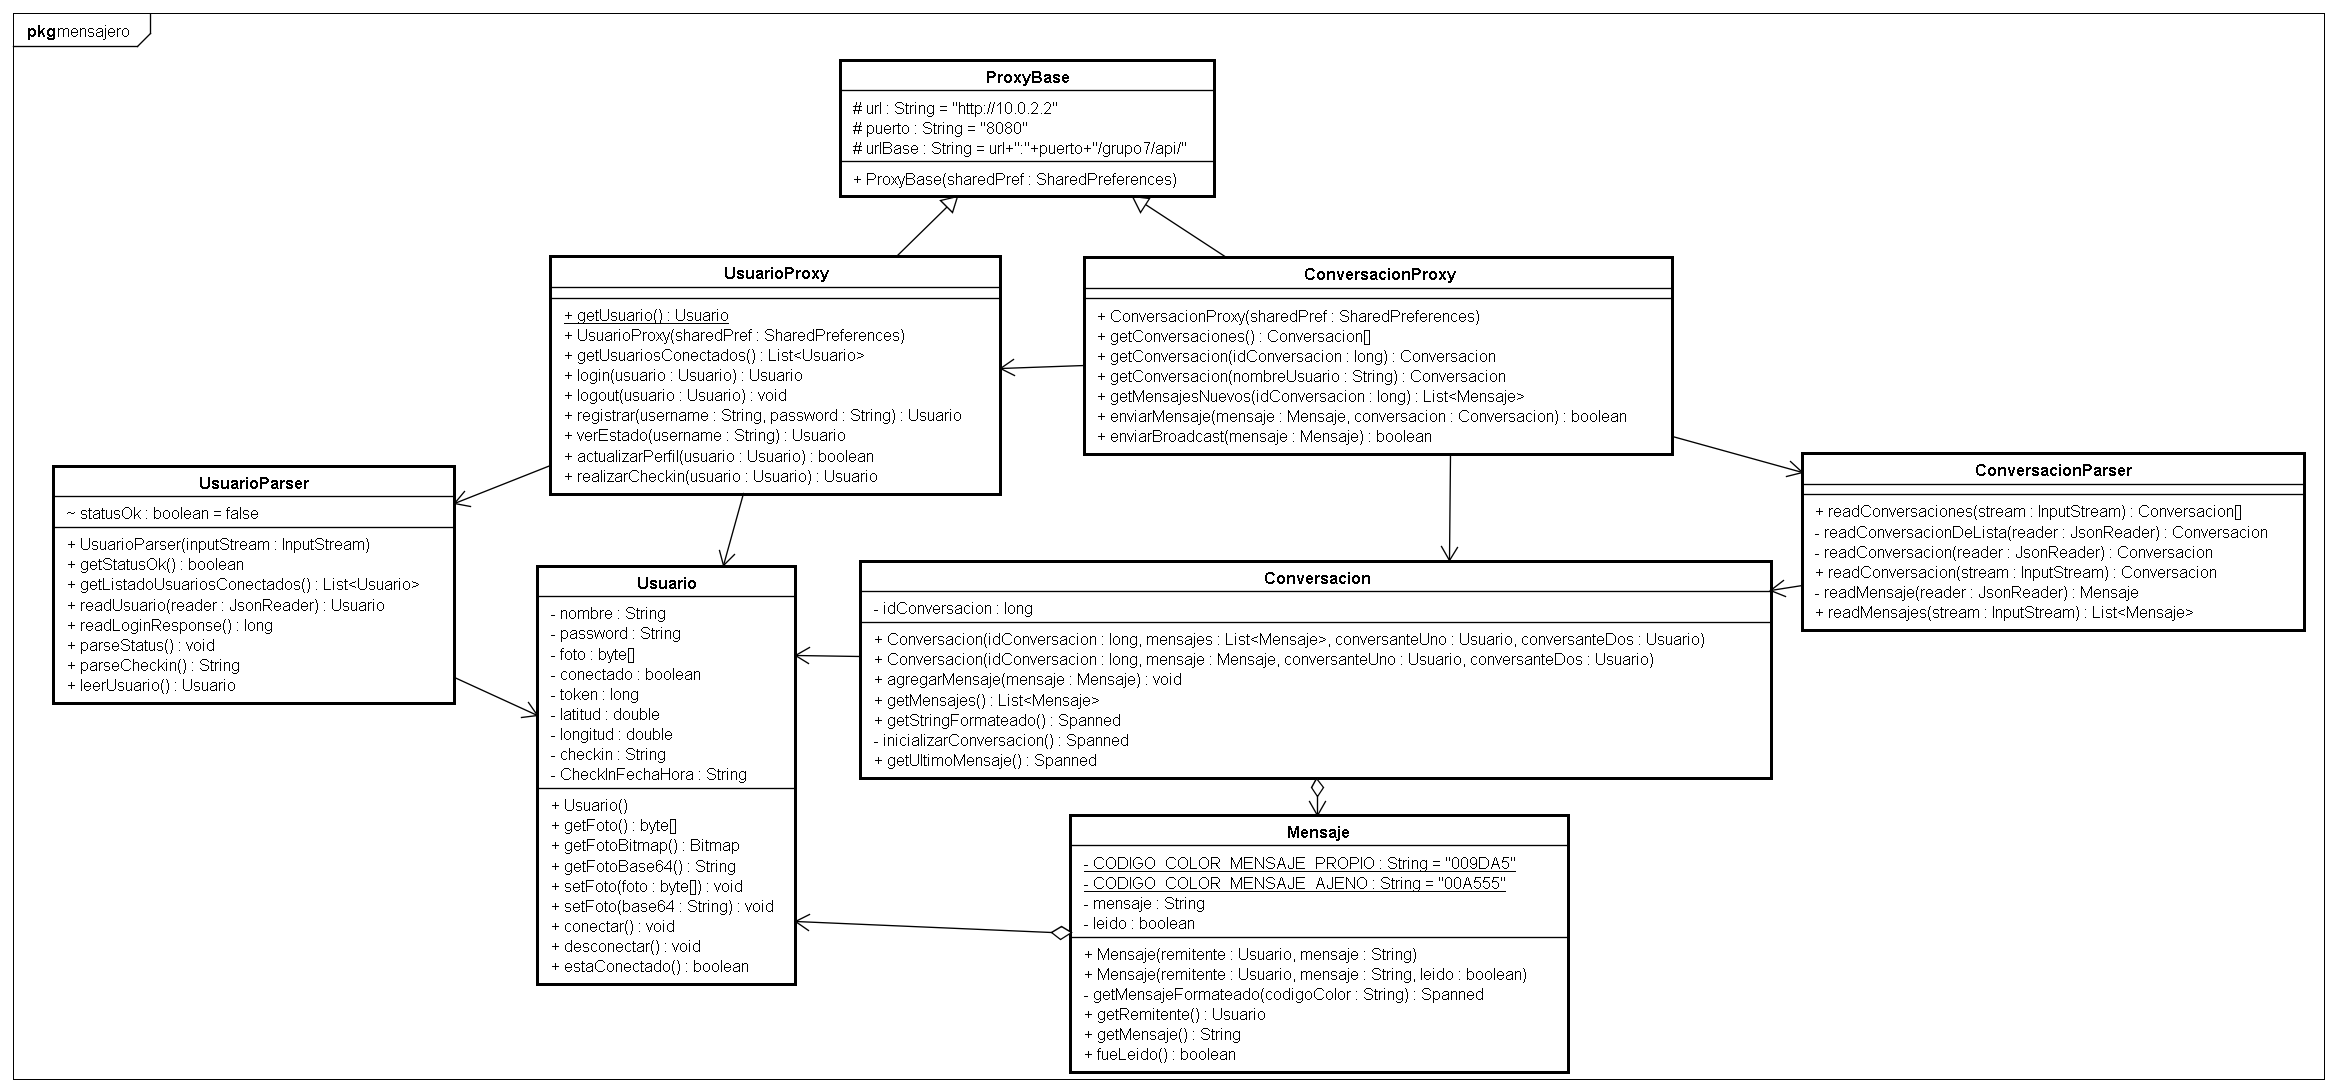 pkg mensajero
ProxyBase
# url : String = "http://10.0.2.2"
# puerto : String = "8080"
# urlBase : String = url+":"+puerto+"/grupo7/api/"
+ ProxyBase(sharedPref : SharedPreferences)
UsuarioProxy
+ getUsuario() : Usuario
+ UsuarioProxy(sharedPref : SharedPreferences)
+ getUsuariosConectados() : List<Usuario>
+ login(usuario : Usuario) : Usuario
+ logout(usuario : Usuario) : void
+ registrar(username : String, password : String) : Usuario
+ verEstado(username : String) : Usuario
+ actualizarPerfil(usuario : Usuario) : boolean
+ realizarCheckin(usuario : Usuario) : Usuario
ConversacionProxy
+ ConversacionProxy(sharedPref : SharedPreferences)
+ getConversaciones() : Conversacion[]
+ getConversacion(idConversacion : long) : Conversacion
+ getConversacion(nombreUsuario : String) : Conversacion
+ getMensajesNuevos(idConversacion : long) : List<Mensaje>
+ enviarMensaje(mensaje : Mensaje, conversacion : Conversacion) : boolean
+ enviarBroadcast(mensaje : Mensaje) : boolean
UsuarioParser
~ statusOk : boolean = false
+ UsuarioParser(inputStream : InputStream)
+ getStatusOk() : boolean
+ getListadoUsuariosConectados() : List<Usuario>
+ readUsuario(reader : JsonReader) : Usuario
+ readLoginResponse() : long
+ parseStatus() : void
+ parseCheckin() : String
+ leerUsuario() : Usuario
ConversacionParser
+ readConversaciones(stream : InputStream) : Conversacion[]
- readConversacionDeLista(reader : JsonReader) : Conversacion
- readConversacion(reader : JsonReader) : Conversacion
+ readConversacion(stream : InputStream) : Conversacion
- readMensaje(reader : JsonReader) : Mensaje
+ readMensajes(stream : InputStream) : List<Mensaje>
Usuario
- nombre : String
- password : String
- foto : byte[]
- conectado : boolean
- token : long
- latitud : double
- longitud : double
- checkin : String
- CheckInFechaHora : String
+ Usuario()
+ getFoto() : byte[]
+ getFotoBitmap() : Bitmap
+ getFotoBase64() : String
+ setFoto(foto : byte[]) : void
+ setFoto(base64 : String) : void
+ conectar() : void
+ desconectar() : void
+ estaConectado() : boolean
Conversacion
- idConversacion : long
+ Conversacion(idConversacion : long, mensajes : List<Mensaje>, conversanteUno : Usuario, conversanteDos : Usuario)
+ Conversacion(idConversacion : long, mensaje : Mensaje, conversanteUno : Usuario, conversanteDos : Usuario)
+ agregarMensaje(mensaje : Mensaje) : void
+ getMensajes() : List<Mensaje>
+ getStringFormateado() : Spanned
- inicializarConversacion() : Spanned
+ getUltimoMensaje() : Spanned
Mensaje
- CODIGO_COLOR_MENSAJE_PROPIO : String = "009DA5"
- CODIGO_COLOR_MENSAJE_AJENO : String = "00A555"
- mensaje : String
- leido : boolean
+ Mensaje(remitente : Usuario, mensaje : String)
+ Mensaje(remitente : Usuario, mensaje : String, leido : boolean)
- getMensajeFormateado(codigoColor : String) : Spanned
+ getRemitente() : Usuario
+ getMensaje() : String
+ fueLeido() : boolean